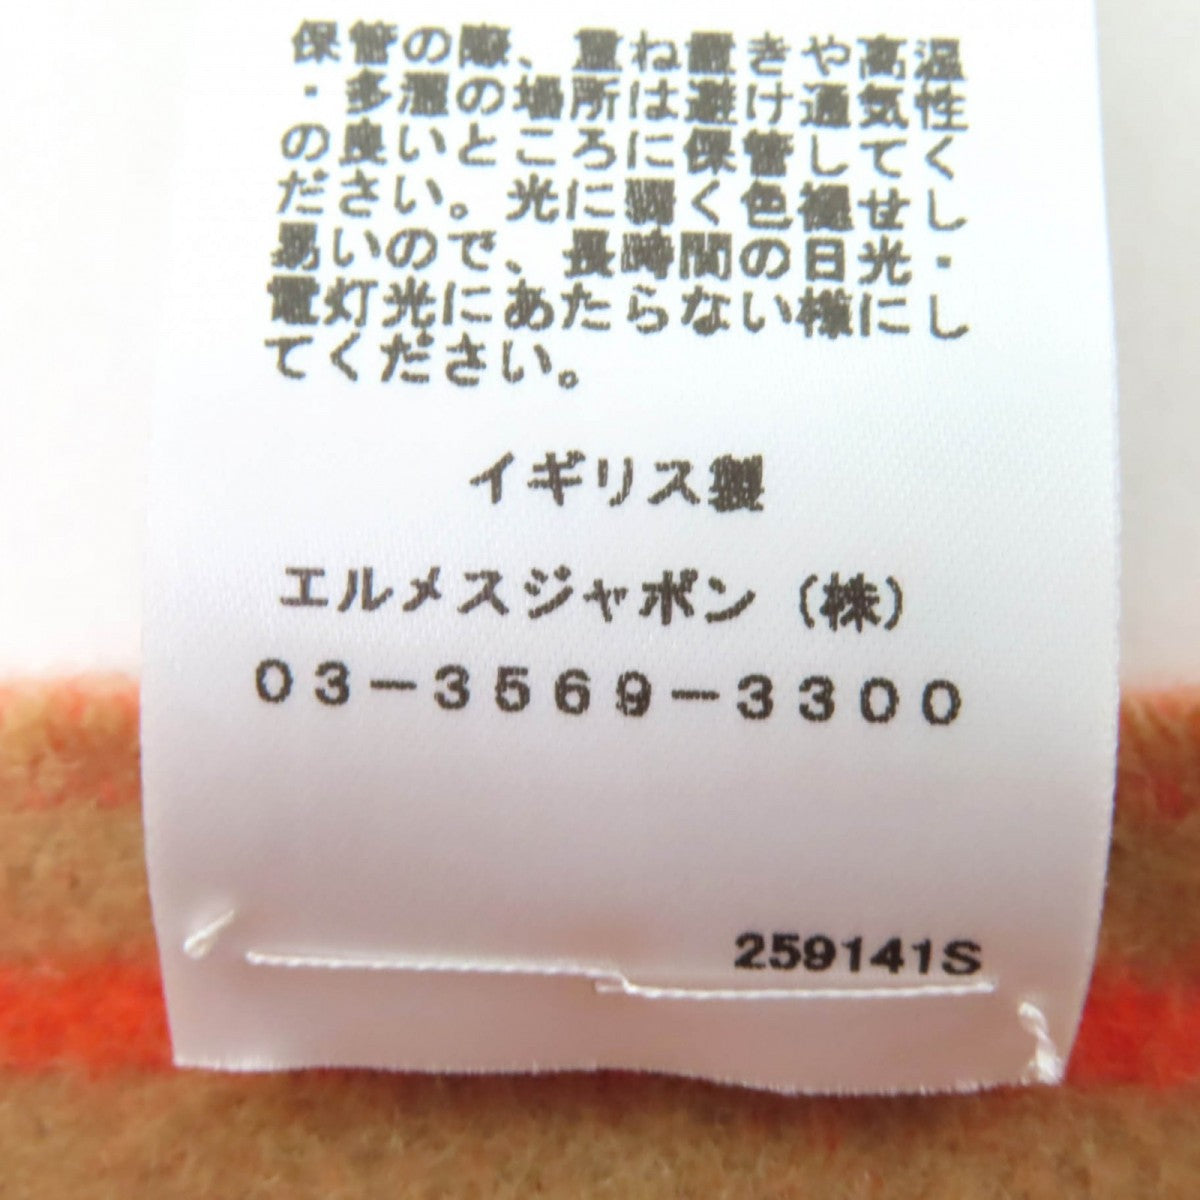 保管の際、重ね置きや高温
・多湿の場所は避け通気性
の良いところに保管してく
ださい。光に弱く色褪せし
易いので、長時間の日光・
電灯光にあたらない様にし
てください。
イギリス製
エルメスジャポン（株）
03-3569-3300
259141S